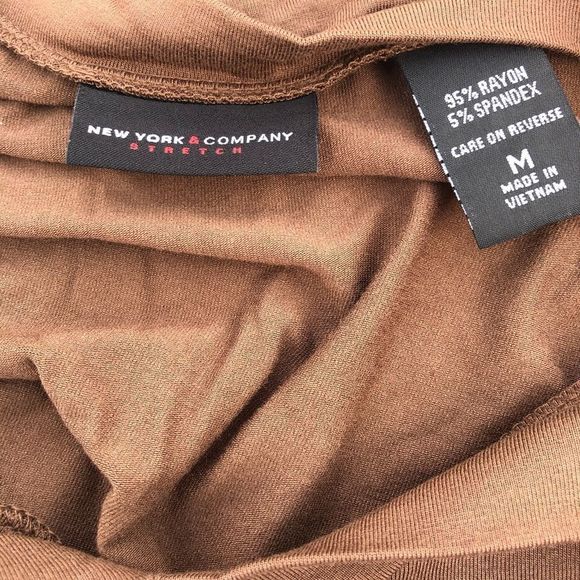 NEW YORK & COMPANY
STRETCH
95% RAYON
5% SPANDEX
CARE ON REVERSE
M
MADE IN
VIETNAM